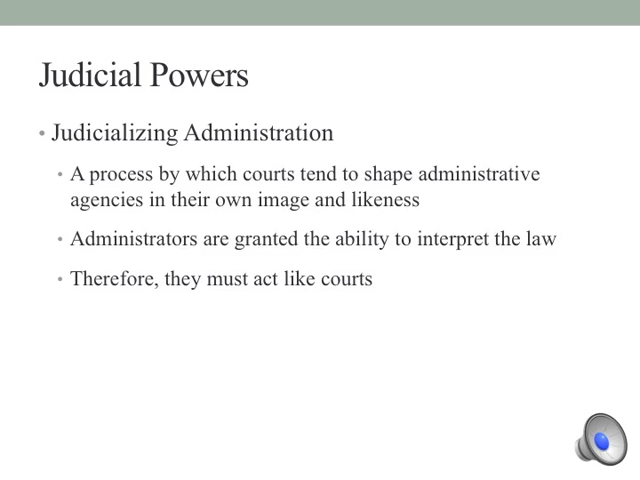 Judicial Powers
• Judicializing Administration
• A process by which courts tend to shape administrative
agencies in their own image and likeness
• Administrators are granted the ability to interpret the law
• Therefore, they must act like courts